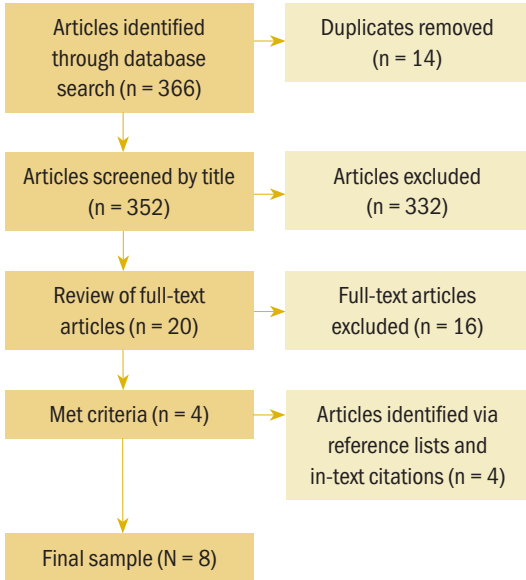 Articles identified
through database
search (n = 366)
Duplicates removed
(n = 14)
Articles screened by title
(n = 352)
Articles excluded
(n = 332)
Review of full-text
articles (n = 20)
Full-text articles
excluded (n = 16)
Met criteria (n = 4)
Articles identified via
reference lists and
in-text citations (n = 4)
Final sample (N = 8)